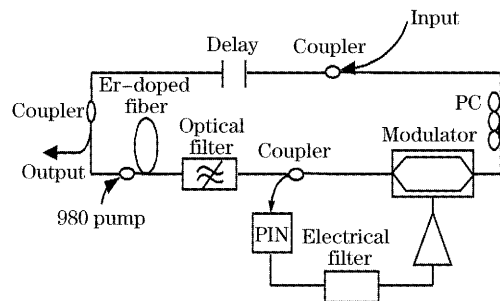 Input
Delay
Coupler
Er-doped
fiber
Coupler
PC
Optical
filter
Coupler
Modulator
Output
980 pump
PIN
Electrical
filter